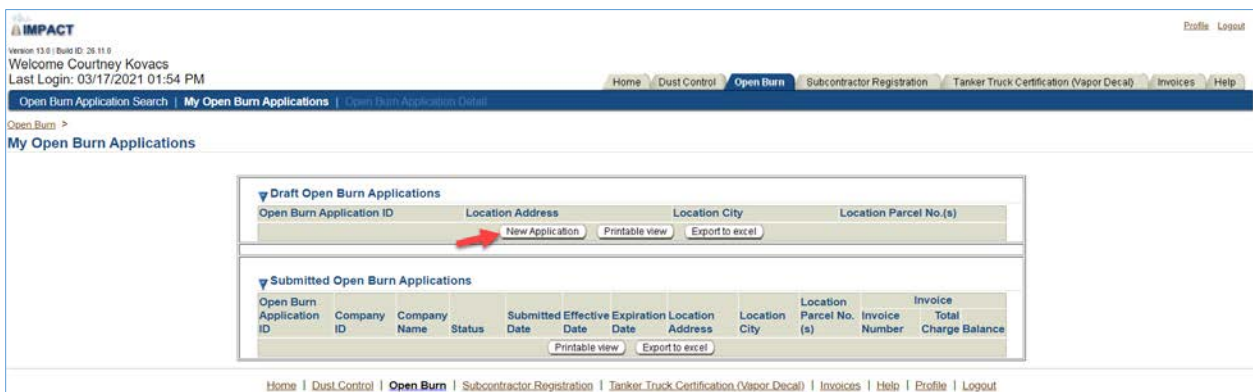 IMPACT
Profile Logout
Version 13.0 | Build ID: 26.11.0
Welcome Courtney Kovacs
Last Login: 03/17/2021 01:54 PM
Home Dust Control Open Burn Subcontractor Registration Tanker Truck Certification (Vapor Decal) Invoices Help
Open Burn Application Search | My Open Burn Applications | Open Burn Application Detail
Open Burn >
My Open Burn Applications
Draft Open Burn Applications
Open Burn Application ID Location Address Location City Location Parcel No.(s)
New Application Printable view Export to excel
Submitted Open Burn Applications
Open Burn Location Invoice
Application Company Company Submitted Effective Expiration Location Location Parcel No. Invoice Total
ID ID Name Status Date Date Date Address City (s) Number Charge Balance
Printable view Export to excel
Home | Dust Control | Open Burn | Subcontractor Registration | Tanker Truck Certification (Vapor Decal) | Invoices | Help | Profile | Logout